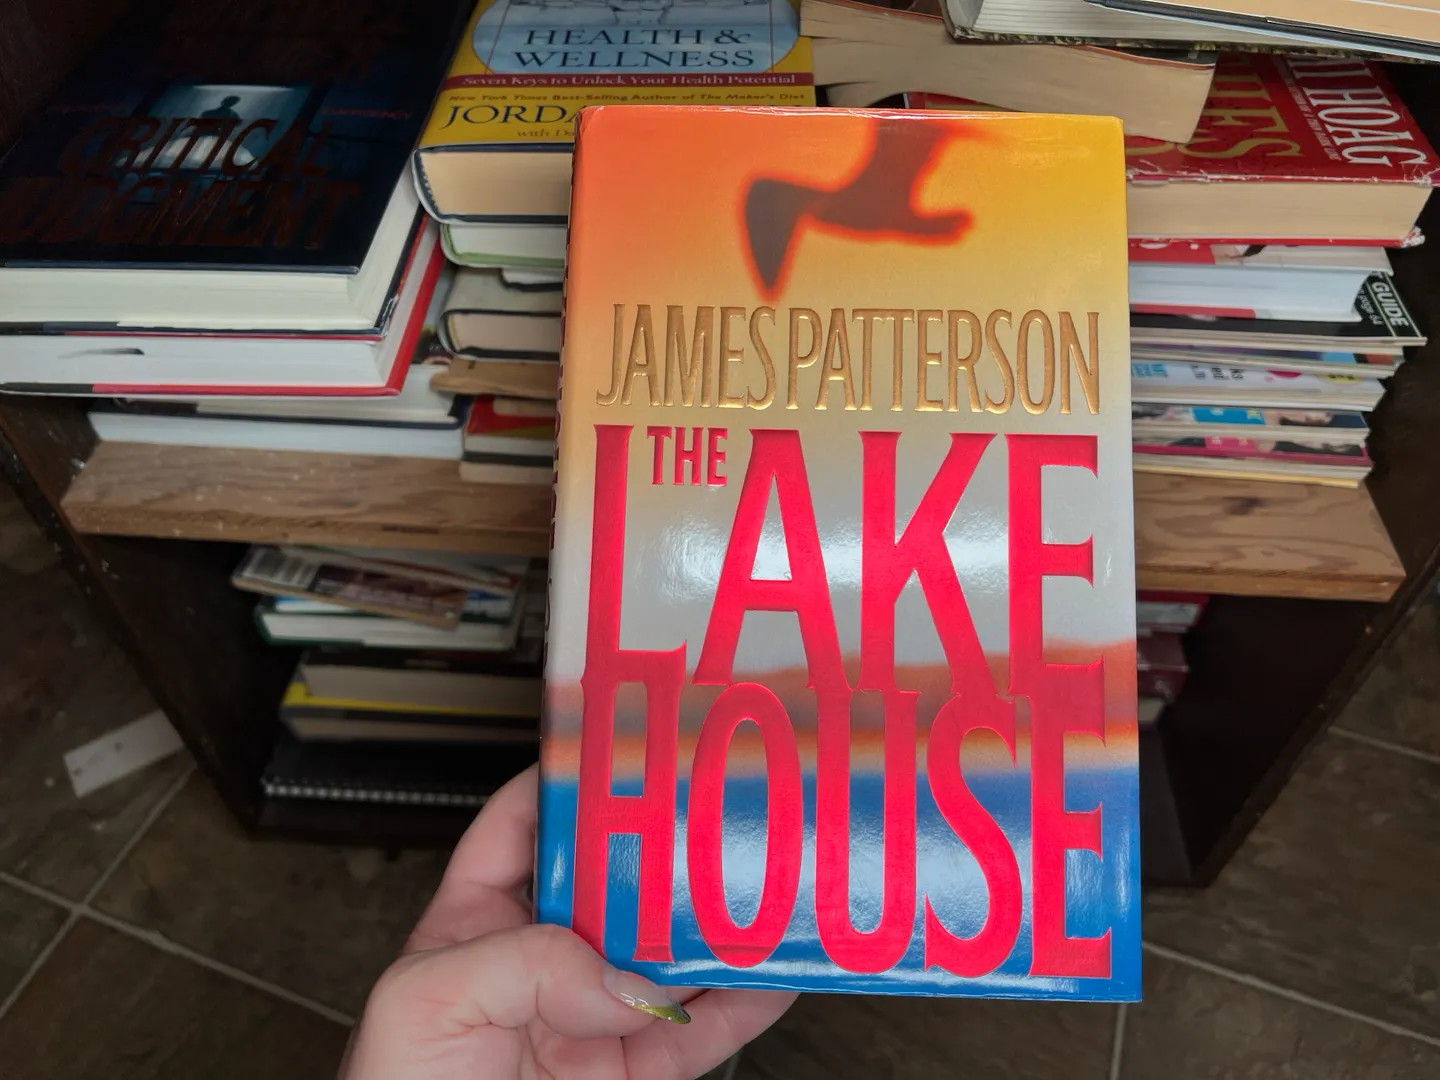 CRITICAL
JUDGMENT
HEALTH &
WELLNESS
Seven Keys to Unlock Your Health Potential
New York Times Best-Selling Author of The Maker's Diet
JORDA
with D
I HOAG
GUIDE
JAMES PATTERSON
THE
LAKE
HOUSE